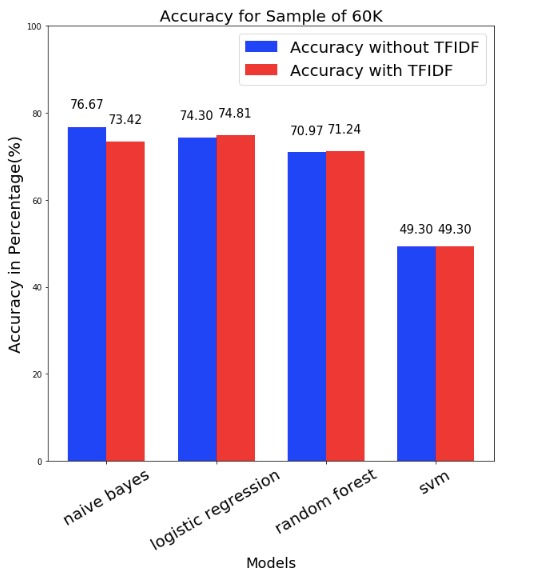 Accuracy for Sample of 60K
Accuracy without TFIDF
Accuracy with TFIDF
Accuracy in Percentage(%)
100
80
60
40
20
0
76.67
73.42
74.30
74.81
70.97
71.24
49.30
49.30
naive bayes
logistic regression
random forest
svm
Models